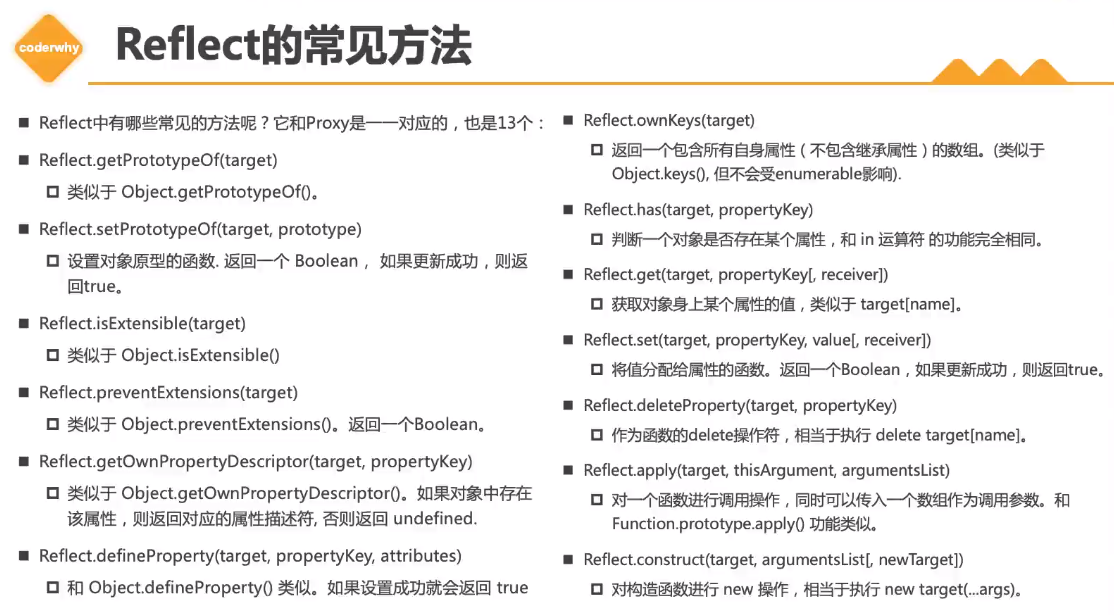 coderwhy
Reflect的常见方法
Reflect中有哪些常见的方法呢？它和Proxy是一一对应的，也是13个：
Reflect.getPrototypeOf(target)
类似于 Object.getPrototypeOf()。
Reflect.setPrototypeOf(target, prototype)
设置对象原型的函数. 返回一个 Boolean， 如果更新成功，则返
回true。
Reflect.isExtensible(target)
类似于 Object.isExtensible()
Reflect.preventExtensions(target)
类似于 Object.preventExtensions()。返回一个Boolean。
Reflect.getOwnPropertyDescriptor(target, propertyKey)
类似于 Object.getOwnPropertyDescriptor()。如果对象中存在
该属性，则返回对应的属性描述符, 否则返回 undefined.
Reflect.defineProperty(target, propertyKey, attributes)
和 Object.defineProperty() 类似。如果设置成功就会返回 true
Reflect.ownKeys(target)
返回一个包含所有自身属性（不包含继承属性）的数组。(类似于
Object.keys(), 但不会受enumerable影响).
Reflect.has(target, propertyKey)
判断一个对象是否存在某个属性，和 in 运算符 的功能完全相同。
Reflect.get(target, propertyKey[, receiver])
获取对象身上某个属性的值，类似于 target[name]。
Reflect.set(target, propertyKey, value[, receiver])
将值分配给属性的函数。返回一个Boolean，如果更新成功，则返回true。
Reflect.deleteProperty(target, propertyKey)
作为函数的delete操作符，相当于执行 delete target[name]。
Reflect.apply(target, thisArgument, argumentsList)
对一个函数进行调用操作，同时可以传入一个数组作为调用参数。和
Function.prototype.apply() 功能类似。
Reflect.construct(target, argumentsList[, newTarget])
对构造函数进行 new 操作，相当于执行 new target(...args)。